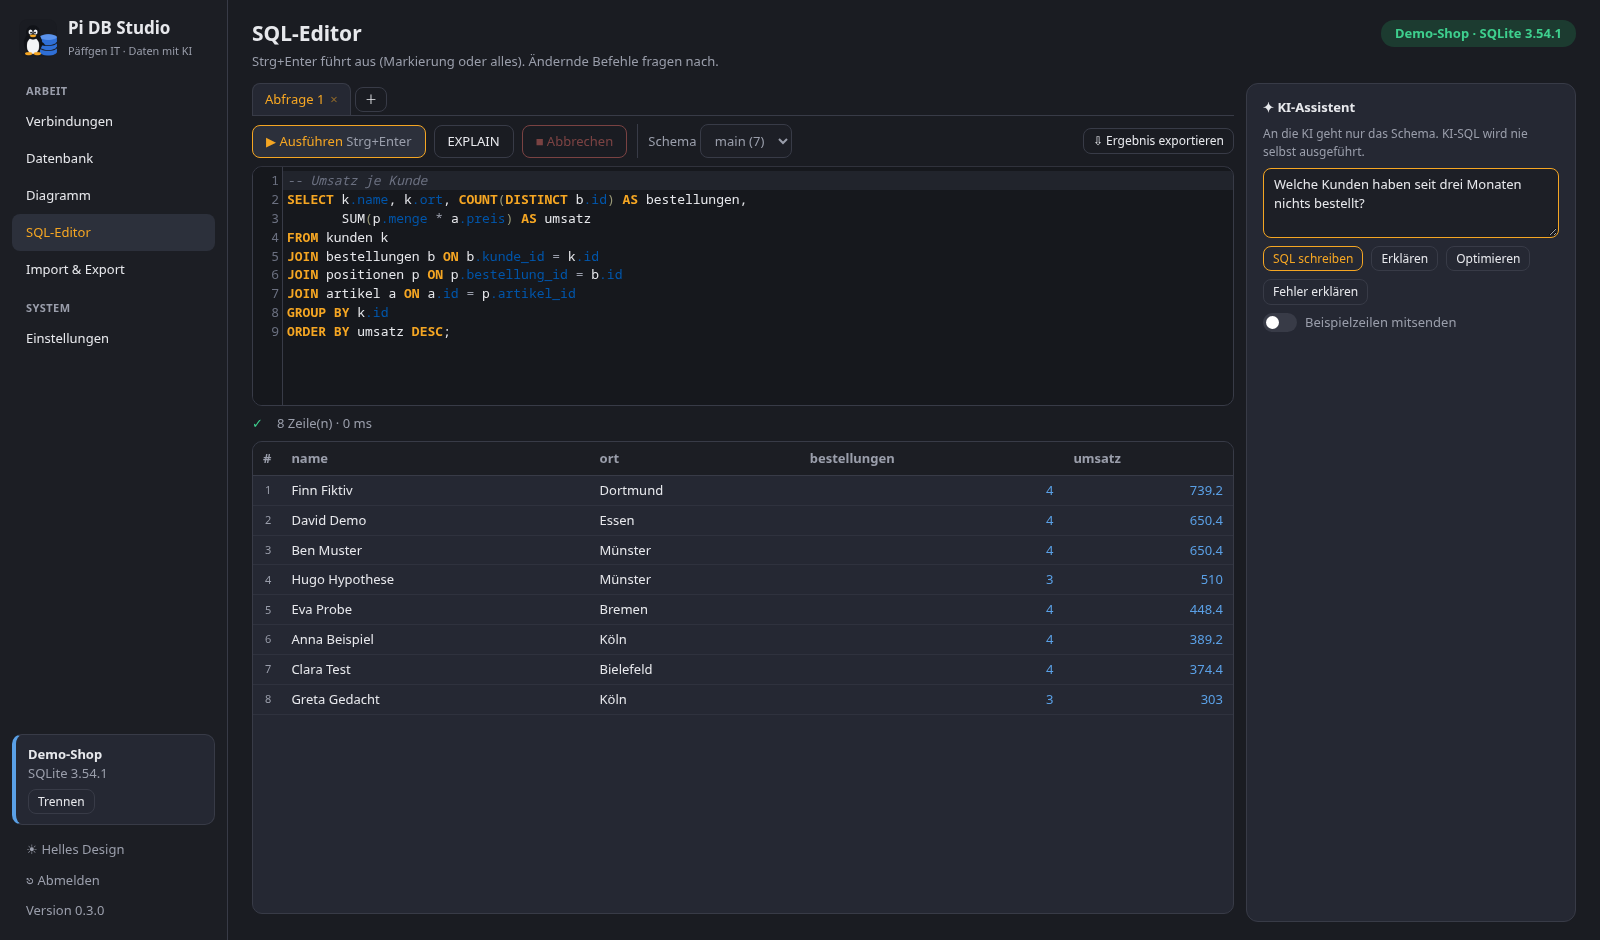 Pi DB Studio
Päffgen IT · Daten mit KI
ARBEIT
Verbindungen
Datenbank
Diagramm
SQL-Editor
Import & Export
SYSTEM
Einstellungen
Demo-Shop
SQLite 3.54.1
Trennen
☀ Helles Design
⎋ Abmelden
Version 0.3.0
SQL-Editor
Strg+Enter führt aus (Markierung oder alles). Ändernde Befehle fragen nach.
Demo-Shop · SQLite 3.54.1
Abfrage 1 × +
▶ Ausführen Strg+Enter EXPLAIN ■ Abbrechen Schema main (7) ⇩ Ergebnis exportieren
1 -- Umsatz je Kunde
2 SELECT k.name, k.ort, COUNT(DISTINCT b.id) AS bestellungen,
3        SUM(p.menge * a.preis) AS umsatz
4 FROM kunden k
5 JOIN bestellungen b ON b.kunde_id = k.id
6 JOIN positionen p ON p.bestellung_id = b.id
7 JOIN artikel a ON a.id = p.artikel_id
8 GROUP BY k.id
9 ORDER BY umsatz DESC;
✓ 8 Zeile(n) · 0 ms
# name ort bestellungen umsatz
1 Finn Fiktiv Dortmund 4 739.2
2 David Demo Essen 4 650.4
3 Ben Muster Münster 4 650.4
4 Hugo Hypothese Münster 3 510
5 Eva Probe Bremen 4 448.4
6 Anna Beispiel Köln 4 389.2
7 Clara Test Bielefeld 4 374.4
8 Greta Gedacht Köln 3 303
✦ KI-Assistent
An die KI geht nur das Schema. KI-SQL wird nie
selbst ausgeführt.
Welche Kunden haben seit drei Monaten
nichts bestellt?
SQL schreiben Erklären Optimieren
Fehler erklären
Beispielzeilen mitsenden